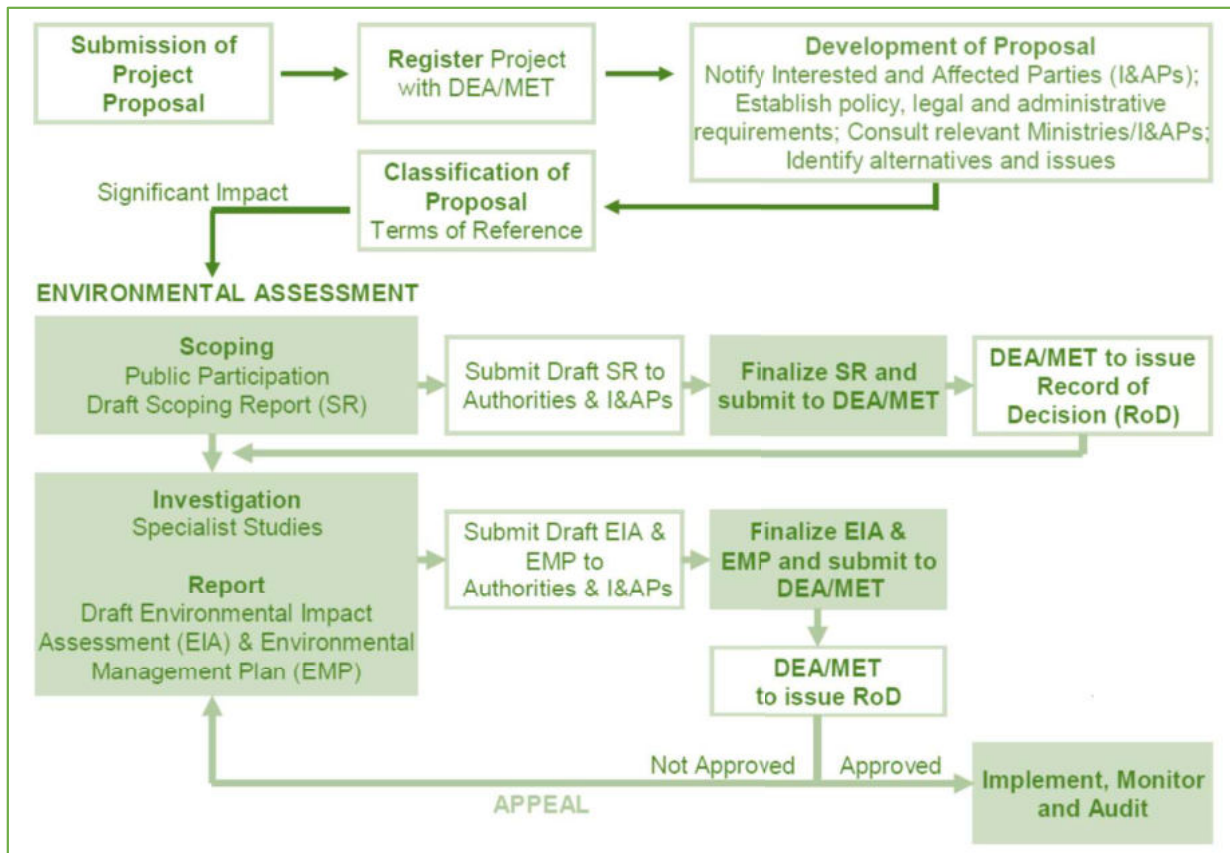 Submission of
Project
Proposal
Register Project
with DEA/MET
Development of Proposal
Notify Interested and Affected Parties (I&APs);
Establish policy, legal and administrative
requirements; Consult relevant Ministries/I&APs;
Identify alternatives and issues
Classification of
Proposal
Terms of Reference
Significant Impact
ENVIRONMENTAL ASSESSMENT
Scoping
Public Participation
Draft Scoping Report (SR)
Submit Draft SR to
Authorities & I&APs
Finalize SR and
submit to DEA/MET
DEA/MET to issue
Record of
Decision (RoD)
Investigation
Specialist Studies
Report
Draft Environmental Impact
Assessment (EIA) & Environmental
Management Plan (EMP)
Submit Draft EIA &
EMP to
Authorities & I&APs
Finalize EIA &
EMP and submit to
DEA/MET
DEA/MET
to issue RoD
Not Approved
Approved
APPEAL
Implement, Monitor
and Audit